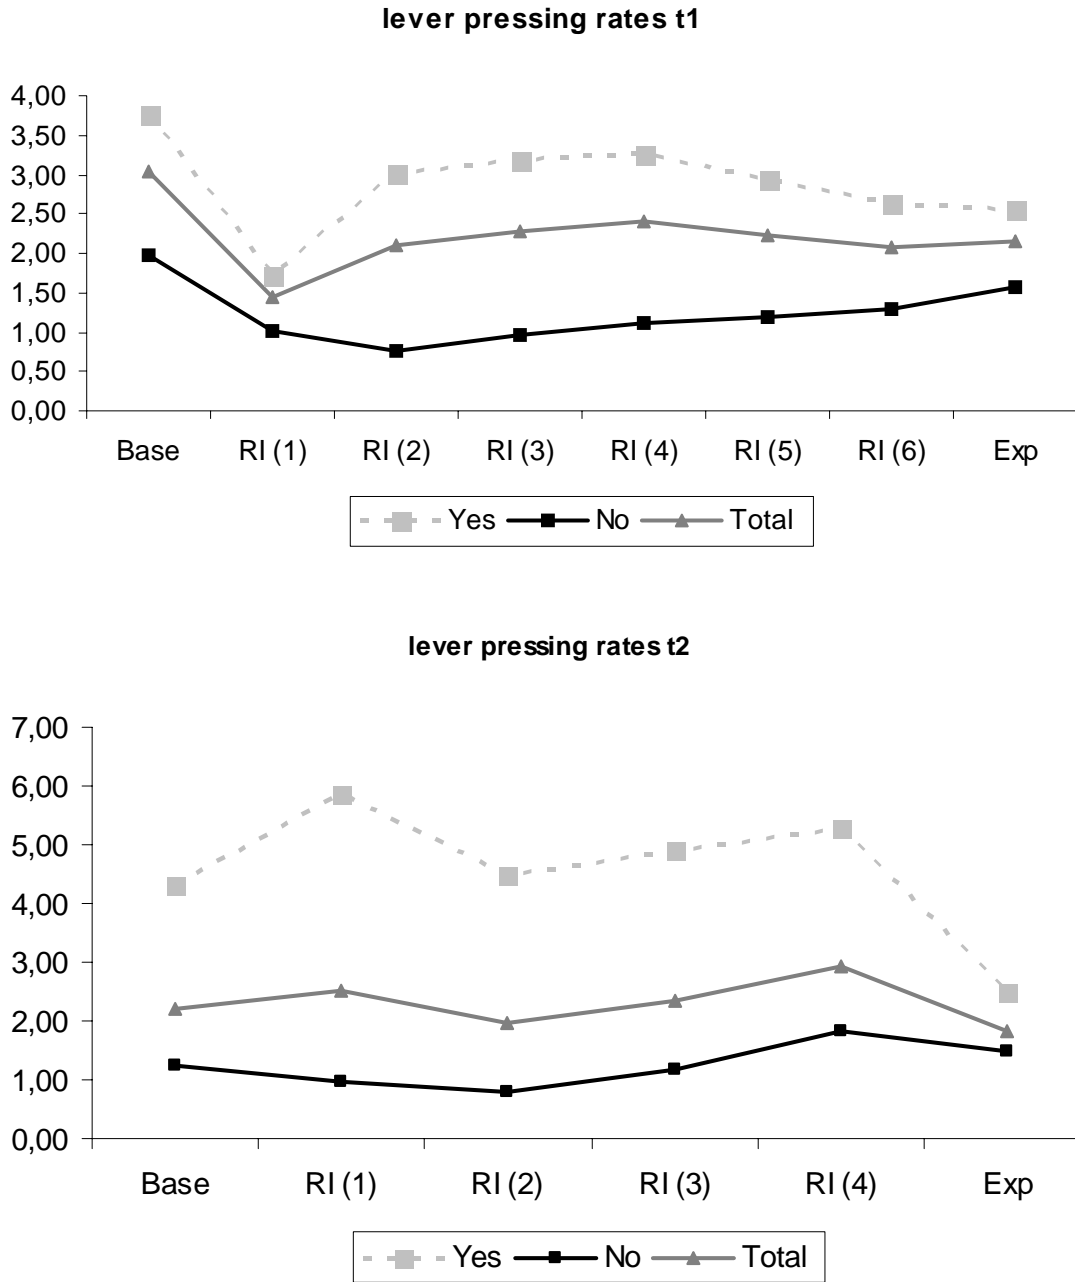 lever pressing rates t1
4,00
3,50
3,00
2,50
2,00
1,50
1,00
0,50
0,00
Base RI (1) RI (2) RI (3) RI (4) RI (5) RI (6) Exp
Yes No Total
lever pressing rates t2
7,00
6,00
5,00
4,00
3,00
2,00
1,00
0,00
Base RI (1) RI (2) RI (3) RI (4) Exp
Yes No Total